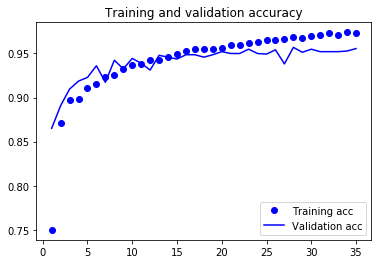 Training and validation accuracy
0.95
0.90
0.85
0.80
0.75
0 5 10 15 20 25 30 35
Training acc
Validation acc